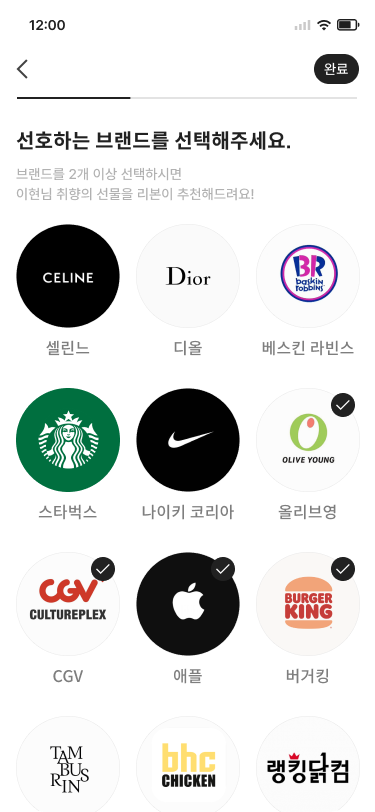 12:00
완료
선호하는 브랜드를 선택해주세요.
브랜드를 2개 이상 선택하시면
이현님 취향의 선물을 리본이 추천해드려요!
CELINE
Dior
BR
baskin
robbins
셀린느
디올
베스킨 라빈스
OLIVE YOUNG
스타벅스
나이키 코리아
올리브영
CGV
CULTUREPLEX
BURGER
KING
CGV
애플
버거킹
TAM
BUS
RIN
bhc
CHICKEN
랭킹닭컴